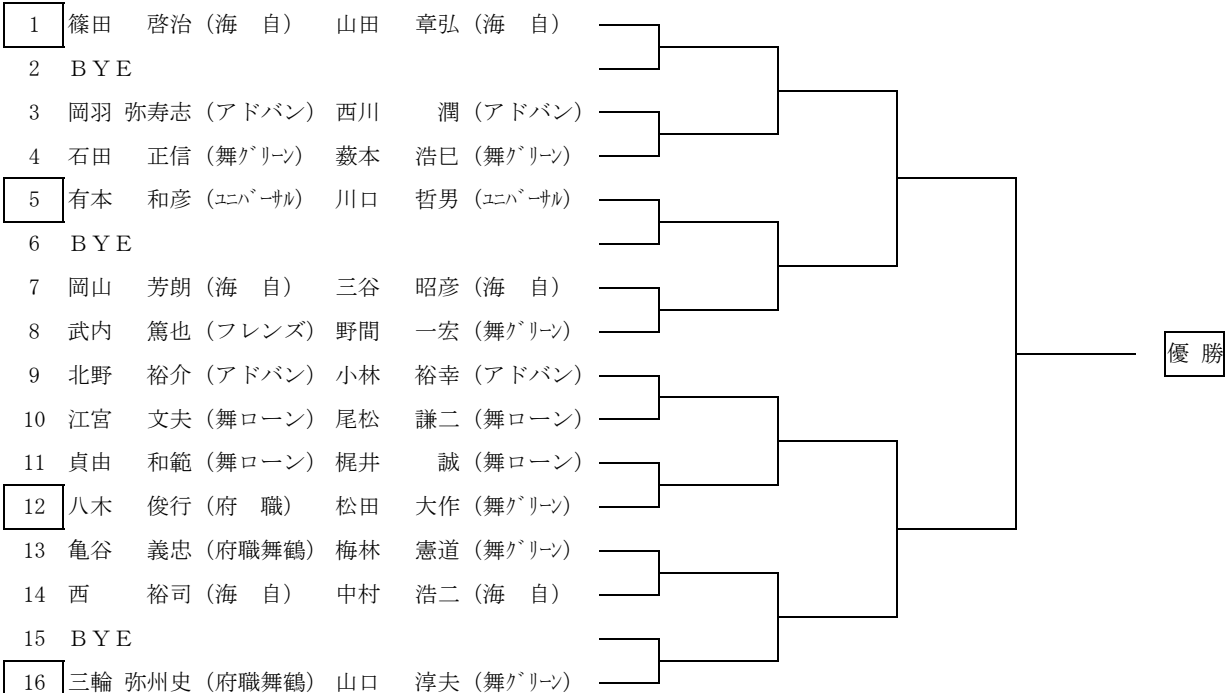 1 篠田 啓治 (海 自) 山田 章弘 (海 自)
2 ＢＹＥ
3 岡羽 弥寿志 (アドバン) 西川 潤 (アドバン)
4 石田 正信 (舞ｸﾞﾘｰﾝ) 薮本 浩巳 (舞ｸﾞﾘｰﾝ)
5 有本 和彦 (ﾕﾆﾊﾞｰｻﾙ) 川口 哲男 (ﾕﾆﾊﾞｰｻﾙ)
6 ＢＹＥ
7 岡山 芳朗 (海 自) 三谷 昭彦 (海 自)
8 武内 篤也 (フレンズ) 野間 一宏 (舞ｸﾞﾘｰﾝ)
優 勝
9 北野 裕介 (アドバン) 小林 裕幸 (アドバン)
10 江宮 文夫 (舞ローン) 尾松 謙二 (舞ローン)
11 貞由 和範 (舞ローン) 梶井 誠 (舞ローン)
12 八木 俊行 (府 職) 松田 大作 (舞ｸﾞﾘｰﾝ)
13 亀谷 義忠 (府職舞鶴) 梅林 憲道 (舞ｸﾞﾘｰﾝ)
14 西 裕司 (海 自) 中村 浩二 (海 自)
15 ＢＹＥ
16 三輪 弥州史 (府職舞鶴) 山口 淳夫 (舞ｸﾞﾘｰﾝ)